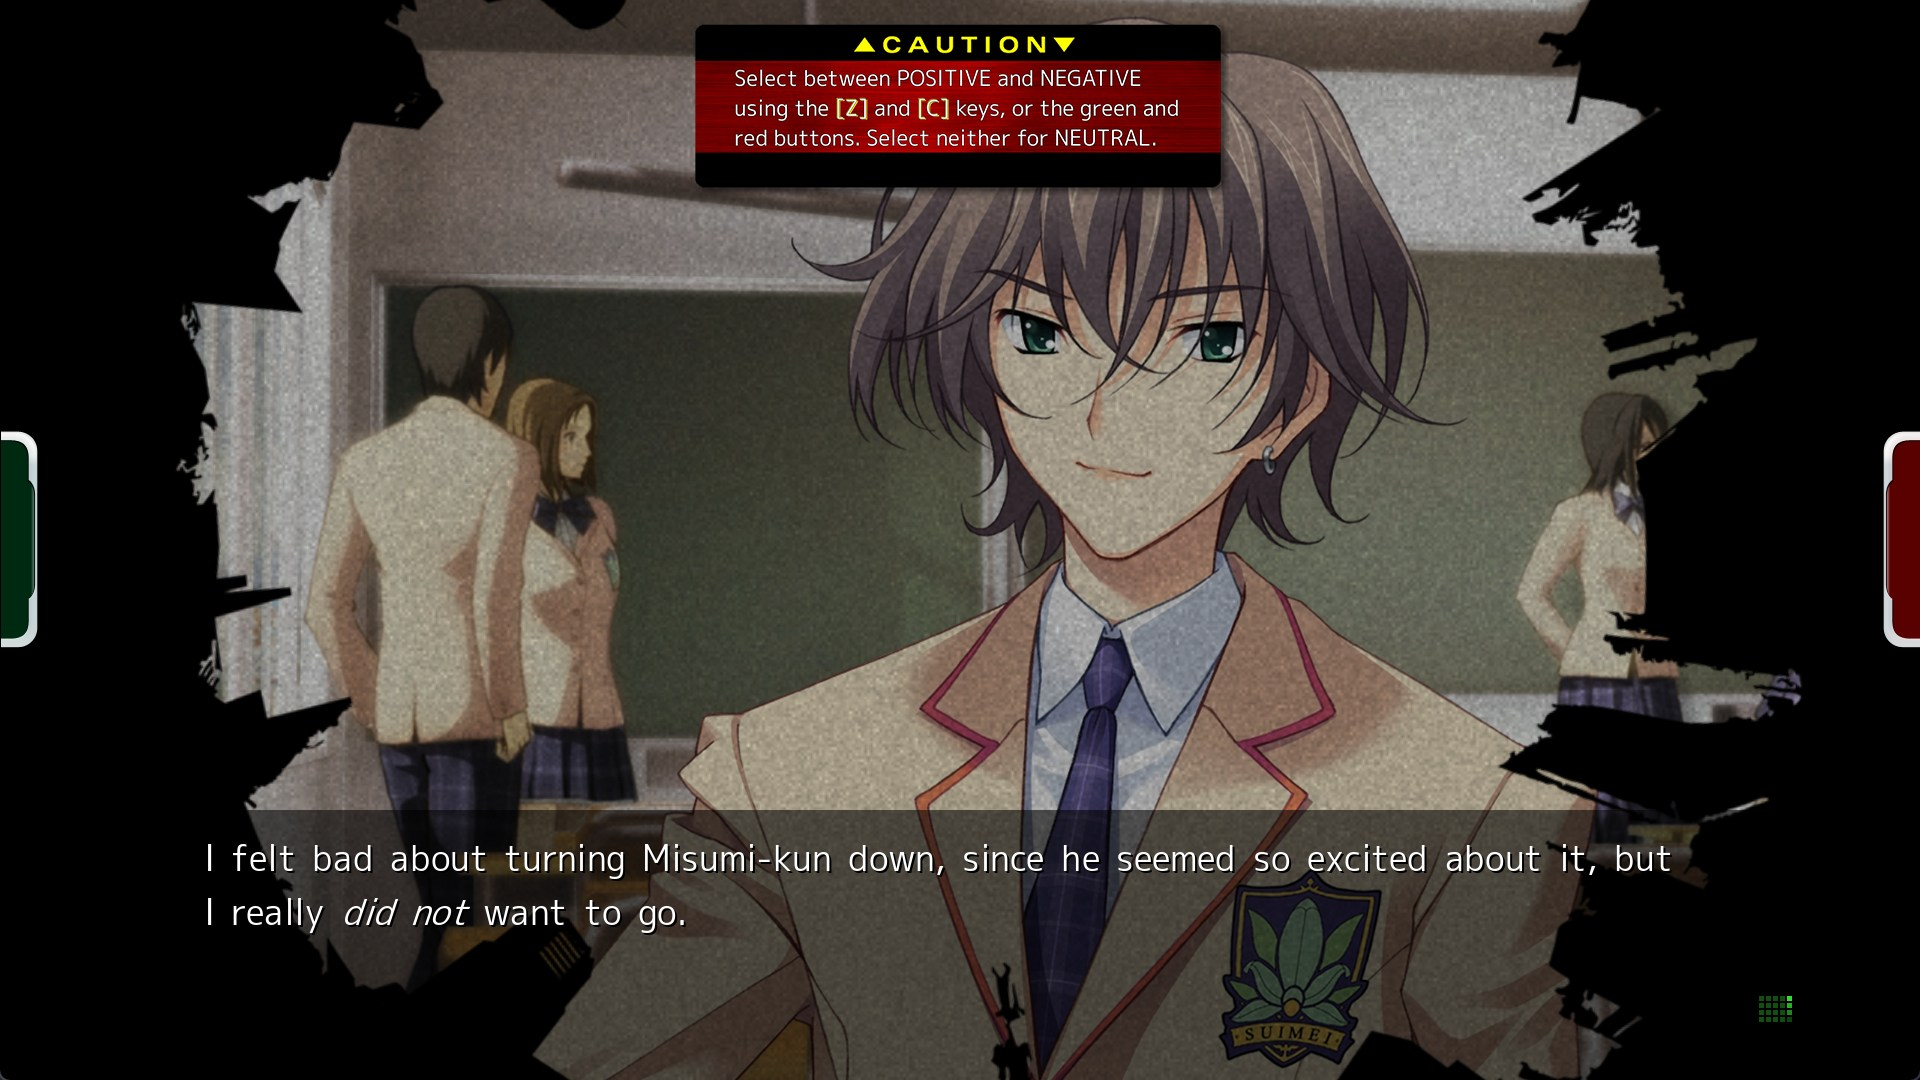 ▲CAUTION▼
Select between POSITIVE and NEGATIVE
using the [Z] and [C] keys, or the green and
red buttons. Select neither for NEUTRAL.
I felt bad about turning Misumi-kun down, since he seemed so excited about it, but
I really did not want to go.
SUIMEI